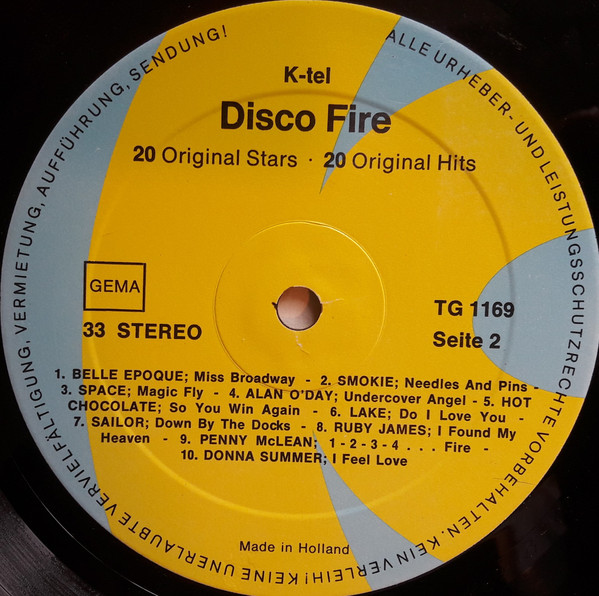 K-tel
Disco Fire
20 Original Stars · 20 Original Hits
GEMA
33 STEREO
TG 1169
Seite 2
1. BELLE EPOQUE; Miss Broadway - 2. SMOKIE; Needles And Pins -
3. SPACE; Magic Fly - 4. ALAN O'DAY; Undercover Angel - 5. HOT
CHOCOLATE; So You Win Again - 6. LAKE; Do I Love You -
7. SAILOR; Down By The Docks - 8. RUBY JAMES; I Found My
Heaven - 9. PENNY McLEAN; 1 - 2 - 3 - 4 . . . Fire -
10. DONNA SUMMER; I Feel Love
Made in Holland
ALLE URHEBER- UND LEISTUNGSSCHUTZRECHTE VORBEHALTEN. KEIN VERLEIH! KEINE UNERLAUBTE VERVIELFÄLTIGUNG, VERMIETUNG, AUFFÜHRUNG, SENDUNG!